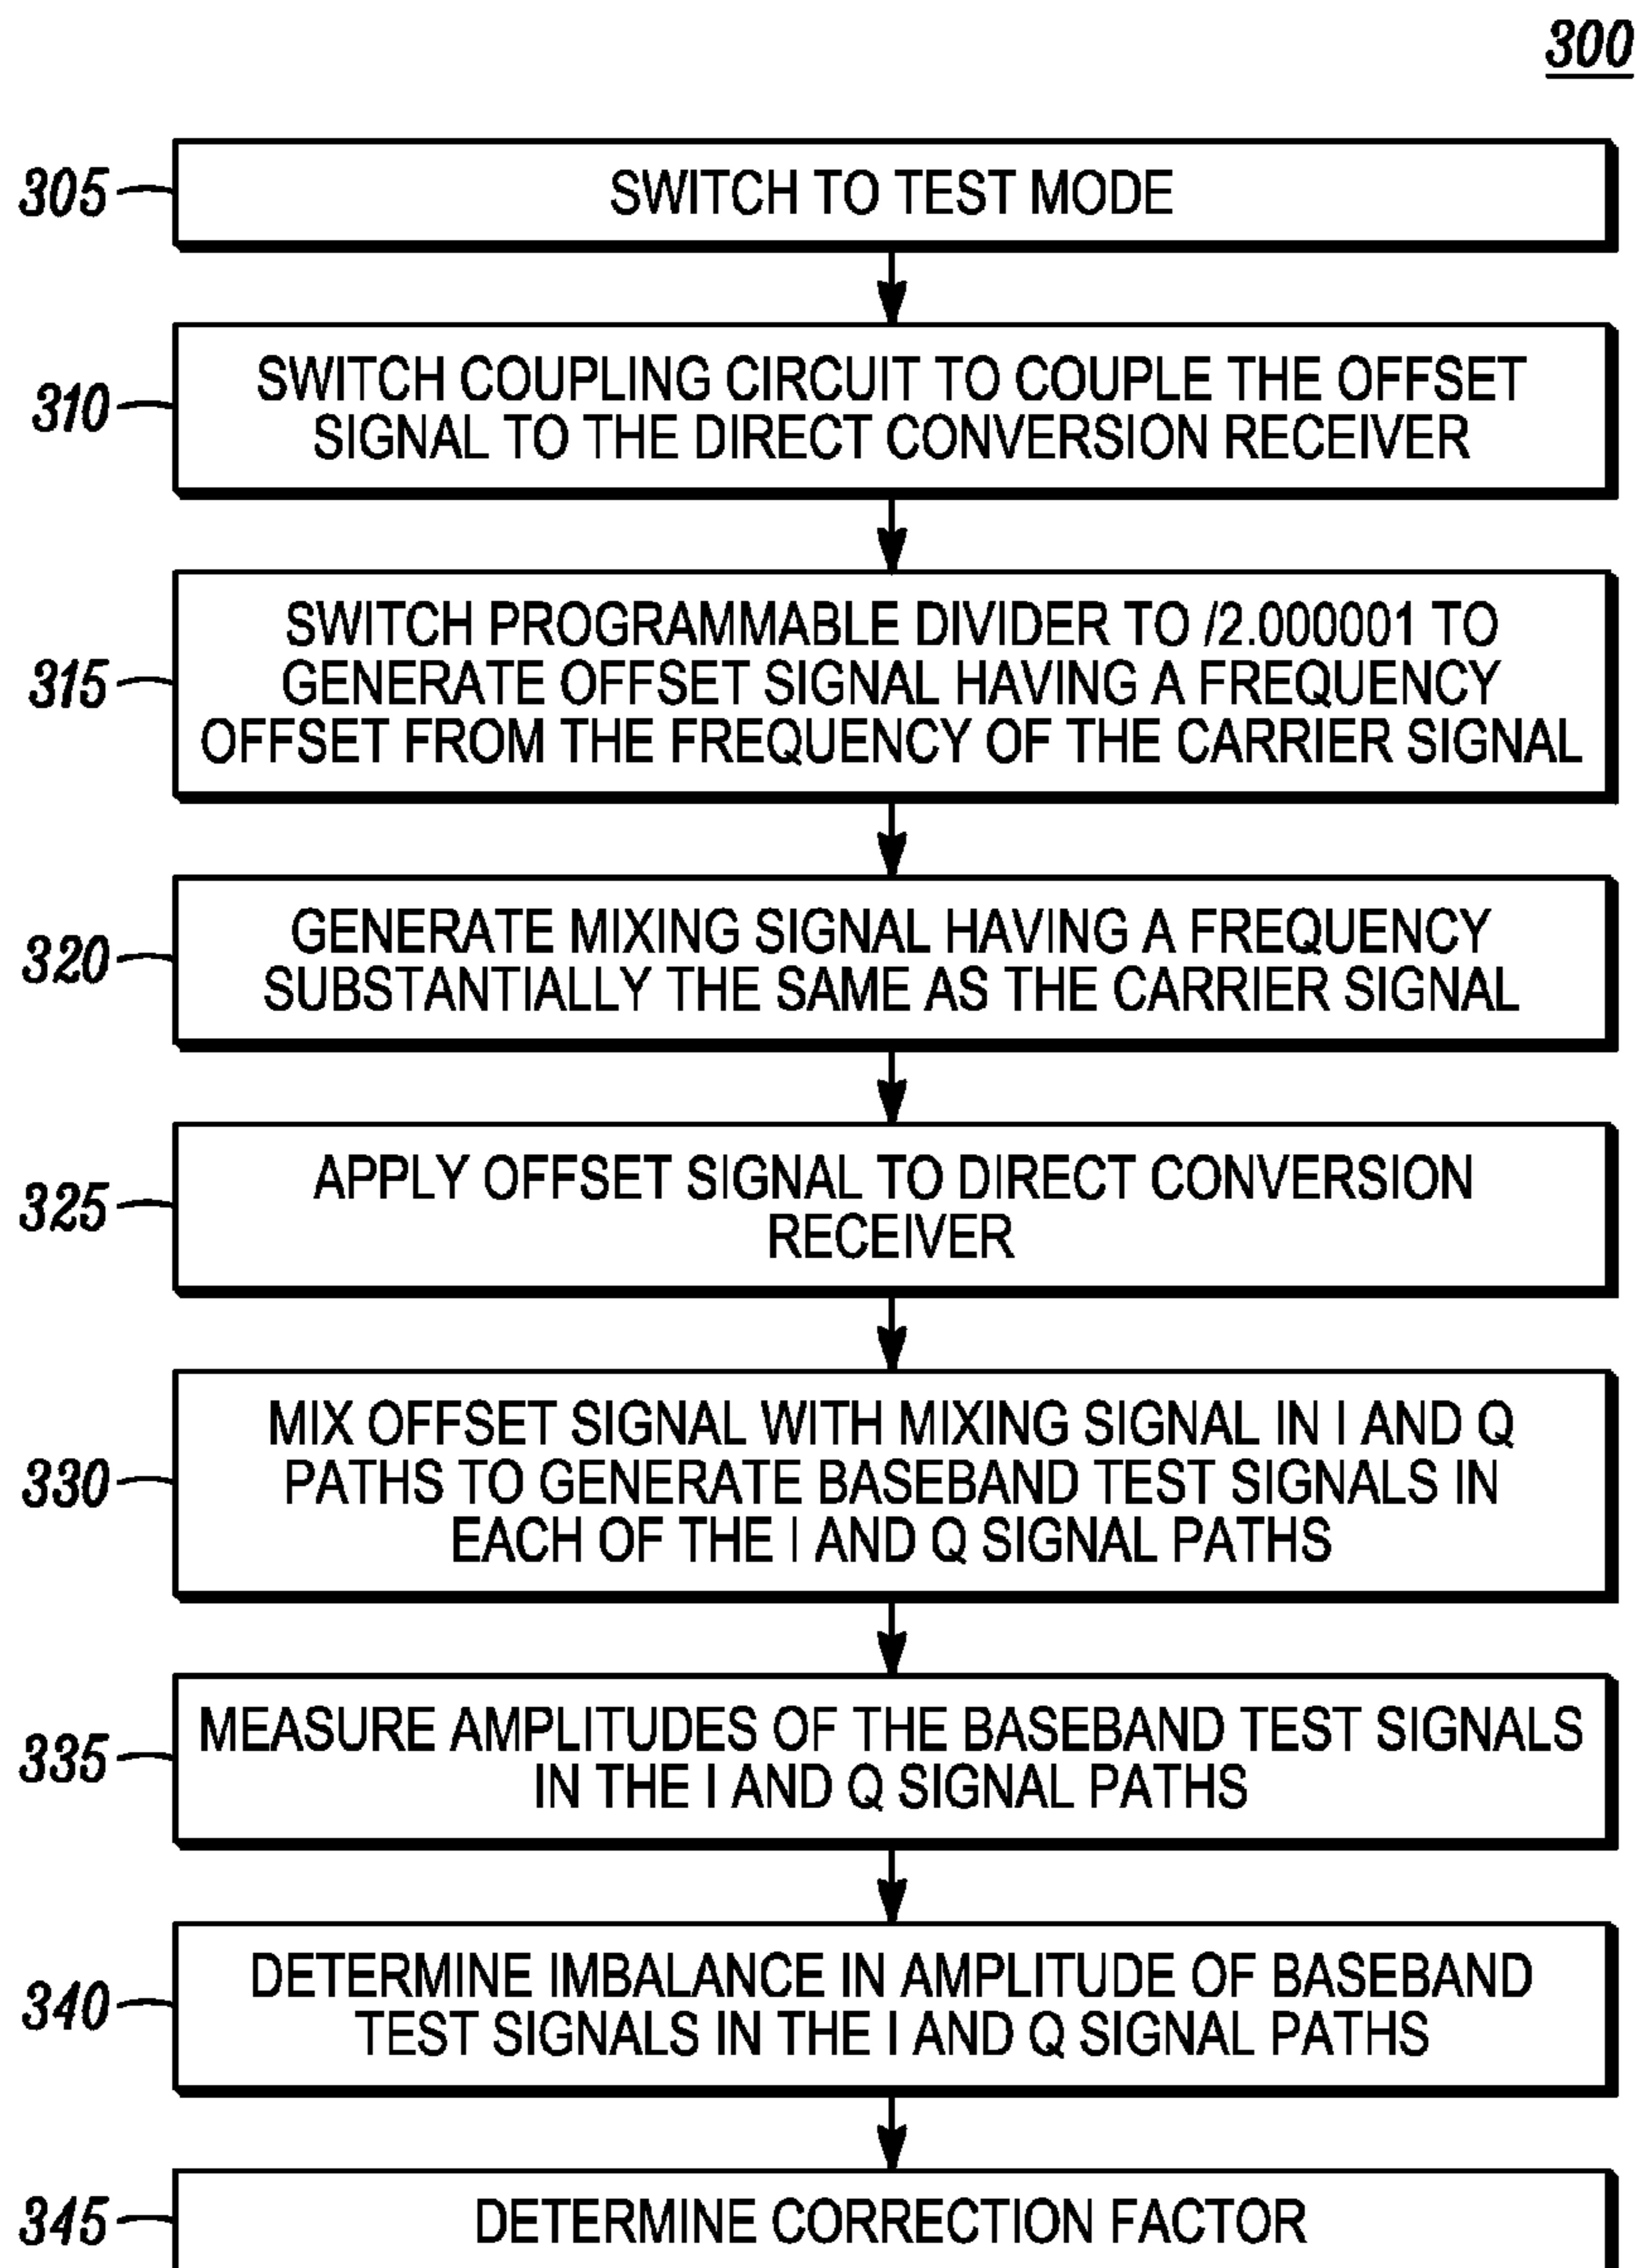 300
305
SWITCH TO TEST MODE
310
SWITCH COUPLING CIRCUIT TO COUPLE THE OFFSET
SIGNAL TO THE DIRECT CONVERSION RECEIVER
315
SWITCH PROGRAMMABLE DIVIDER TO /2.000001 TO
GENERATE OFFSET SIGNAL HAVING A FREQUENCY
OFFSET FROM THE FREQUENCY OF THE CARRIER SIGNAL
320
GENERATE MIXING SIGNAL HAVING A FREQUENCY
SUBSTANTIALLY THE SAME AS THE CARRIER SIGNAL
325
APPLY OFFSET SIGNAL TO DIRECT CONVERSION
RECEIVER
330
MIX OFFSET SIGNAL WITH MIXING SIGNAL IN I AND Q
PATHS TO GENERATE BASEBAND TEST SIGNALS IN
EACH OF THE I AND Q SIGNAL PATHS
335
MEASURE AMPLITUDES OF THE BASEBAND TEST SIGNALS
IN THE I AND Q SIGNAL PATHS
340
DETERMINE IMBALANCE IN AMPLITUDE OF BASEBAND
TEST SIGNALS IN THE I AND Q SIGNAL PATHS
345
DETERMINE CORRECTION FACTOR